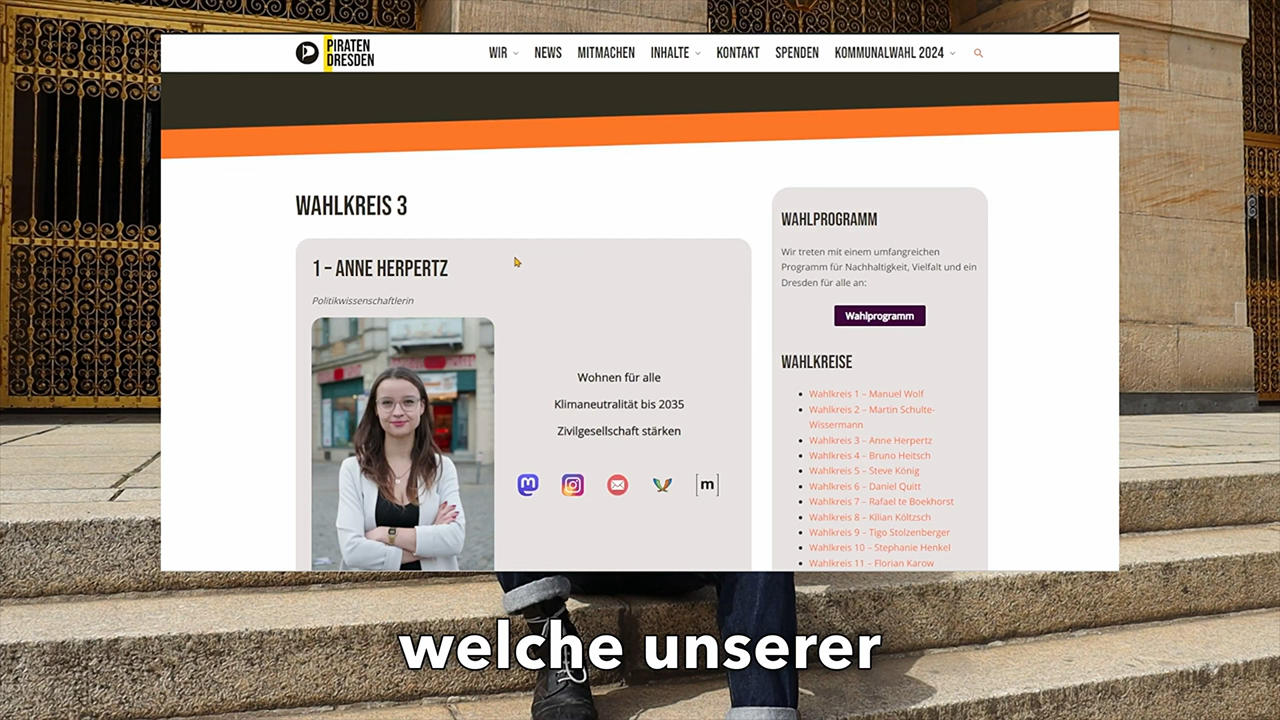 PIRATEN
DRESDEN
WIR
NEWS
MITMACHEN
INHALTE
KONTAKT
SPENDEN
KOMMUNALWAHL 2024
WAHLKREIS 3
1 – ANNE HERPERTZ
Politikwissenschaftlerin
Wohnen für alle
Klimaneutralität bis 2035
Zivilgesellschaft stärken
[m]
WAHLPROGRAMM
Wir treten mit einem umfangreichen
Programm für Nachhaltigkeit, Vielfalt und ein
Dresden für alle an:
Wahlprogramm
WAHLKREISE
Wahlkreis 1 – Manuel Wolf
Wahlkreis 2 – Martin Schulte-
Wissermann
Wahlkreis 3 – Anne Herpertz
Wahlkreis 4 – Bruno Heitsch
Wahlkreis 5 – Steve König
Wahlkreis 6 – Daniel Quitt
Wahlkreis 7 – Rafael te Boekhorst
Wahlkreis 8 – Kilian Költzsch
Wahlkreis 9 – Tigo Stolzenberger
Wahlkreis 10 – Stephanie Henkel
Wahlkreis 11 – Florian Karow
welche unserer